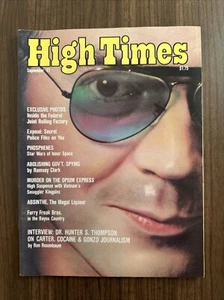 High Times
September
EXCLUSIVE PHOTOS
Inside the Federal
Joint Rolling Factory
Exposé: Secret
Police Files on You
PHOSPHENES
Star Wars of Inner Space
ABOLISHING GOVT. SPYING
by Ramsey Clark
MURDER ON THE OPIUM EXPRESS
High Suspense with Vietnam's
Smuggler Kingpins
ABSINTHE, The Illegal Liqueur
Furry Freak Bros.
in the Bayou Country
INTERVIEW: DR. HUNTER S. THOMPSON
ON CARTER, COCAINE & GONZO JOURNALISM
by Ron Rosenbaum